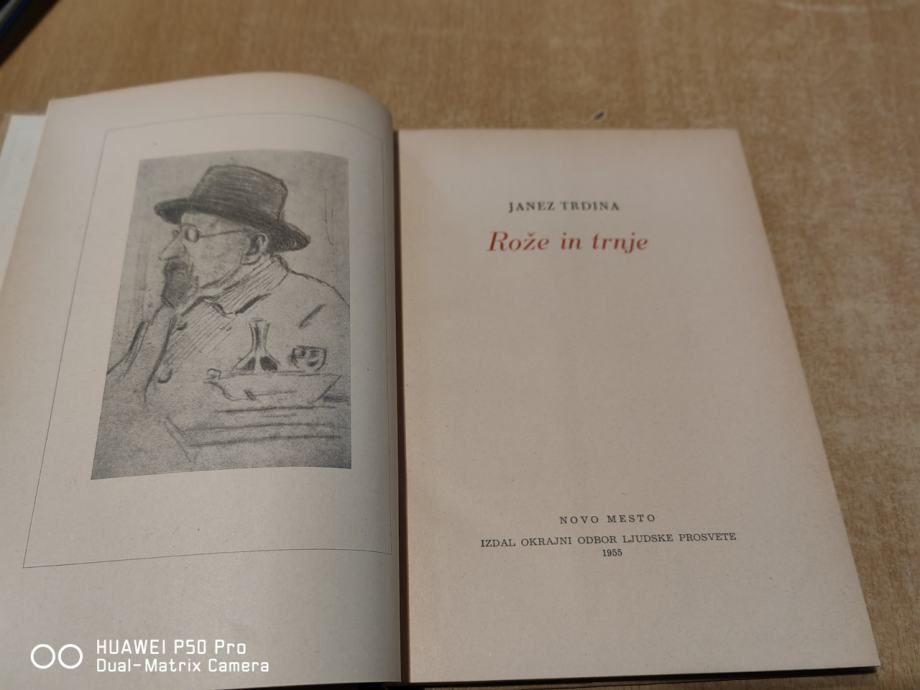 JANEZ TRDINA
Rože in trnje
NOVO MESTO
IZDAL OKRAJNI ODBOR LJUDSKE PROSVETE
1955
HUAWEI P50 Pro
Dual-Matrix Camera